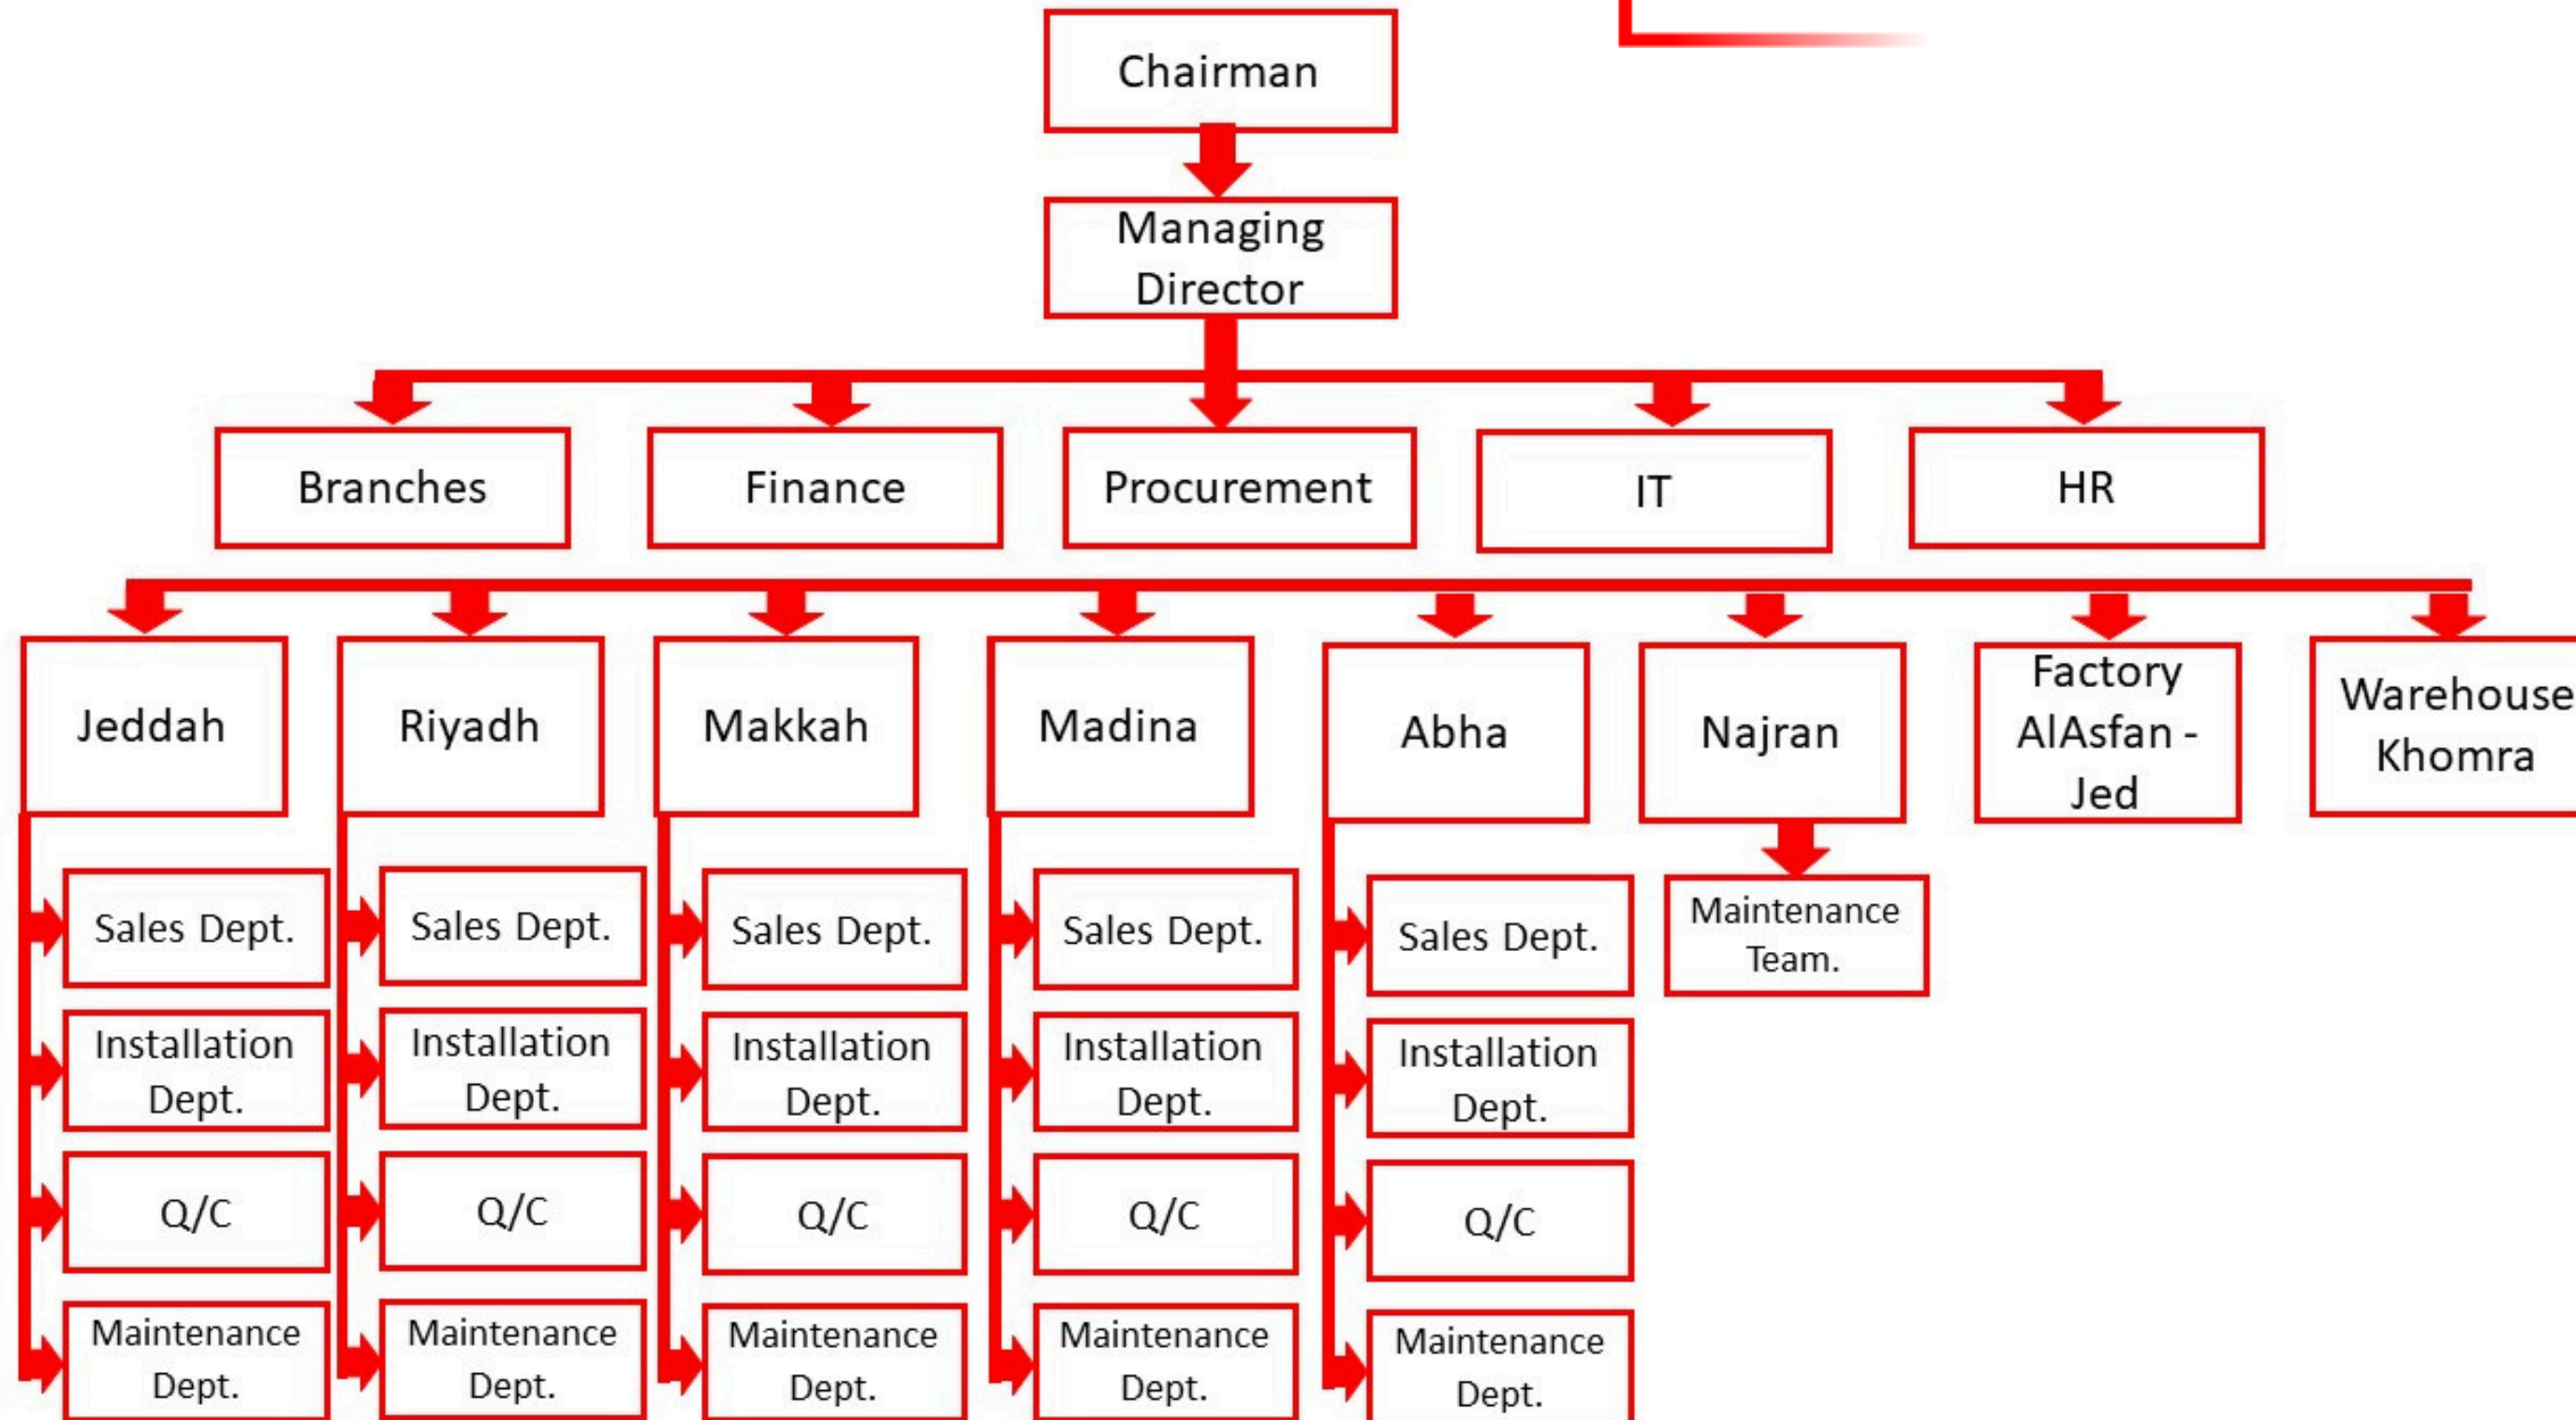 Chairman
Managing
Director
Branches
Finance
Procurement
IT
HR
Jeddah
Riyadh
Makkah
Madina
Abha
Najran
Factory
AlAsfan -
Jed
Warehouse
Khomra
Sales Dept.
Installation
Dept.
Q/C
Maintenance
Dept.
Sales Dept.
Installation
Dept.
Q/C
Maintenance
Dept.
Sales Dept.
Installation
Dept.
Q/C
Maintenance
Dept.
Sales Dept.
Installation
Dept.
Q/C
Maintenance
Dept.
Sales Dept.
Installation
Dept.
Q/C
Maintenance
Dept.
Maintenance
Team.